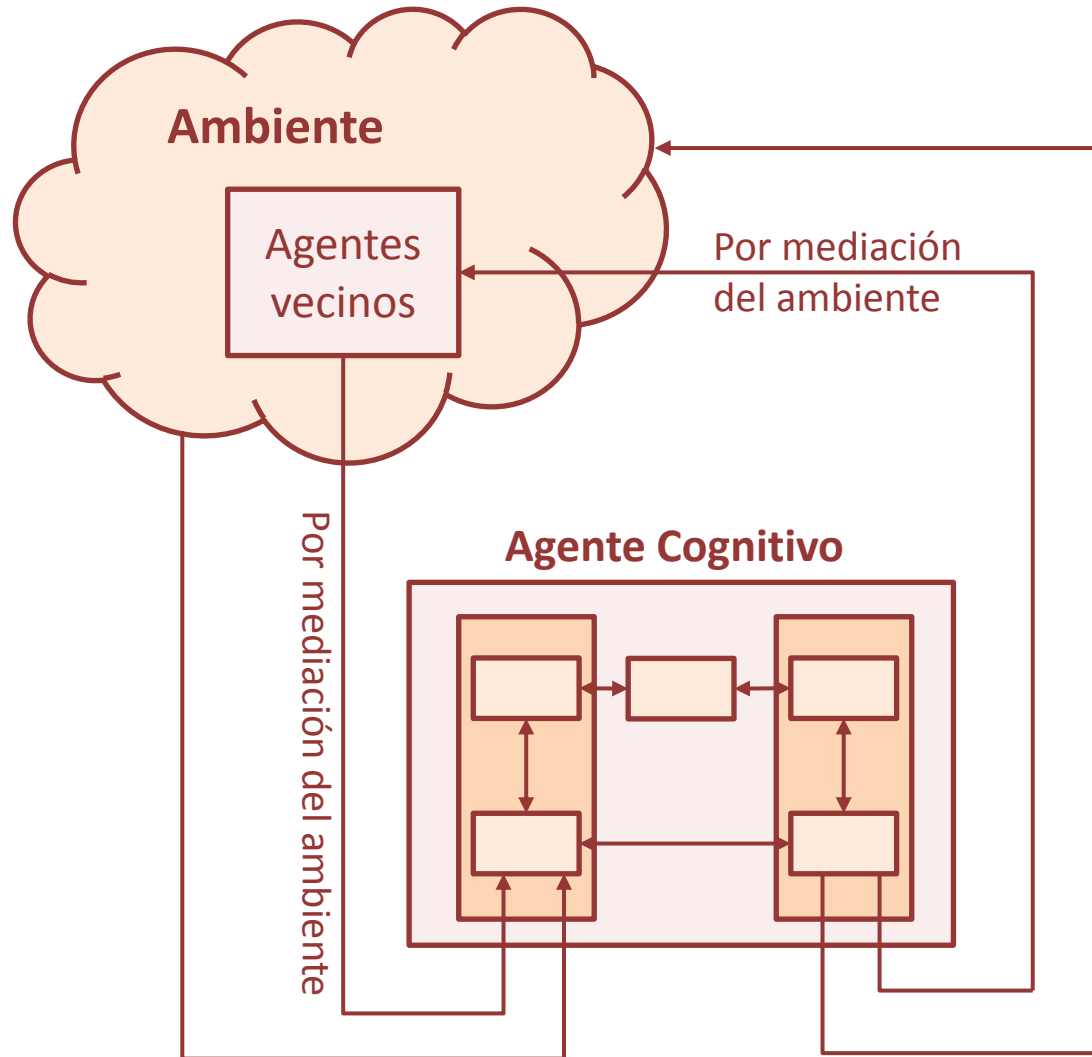 Ambiente
Agentes
vecinos
Por mediación
del ambiente
Por mediación del ambiente
Agente Cognitivo